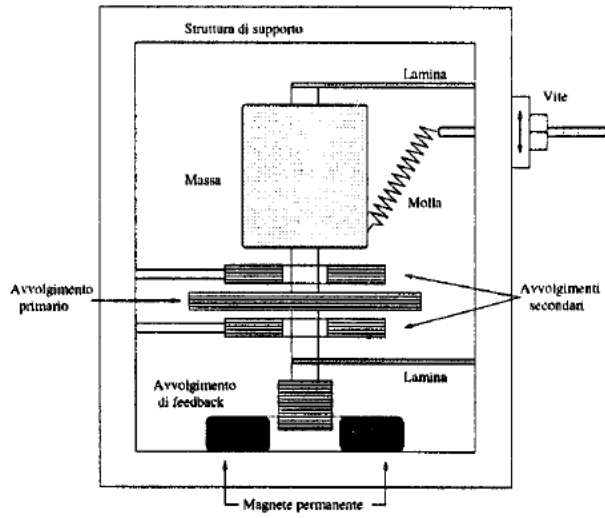 Struttura di supporto
Lamina
Vite
Massa
Molla
Avvolgimento
primario
Avvolgimenti
secondari
Avvolgimento
di feedback
Lamina
Magnete permanente